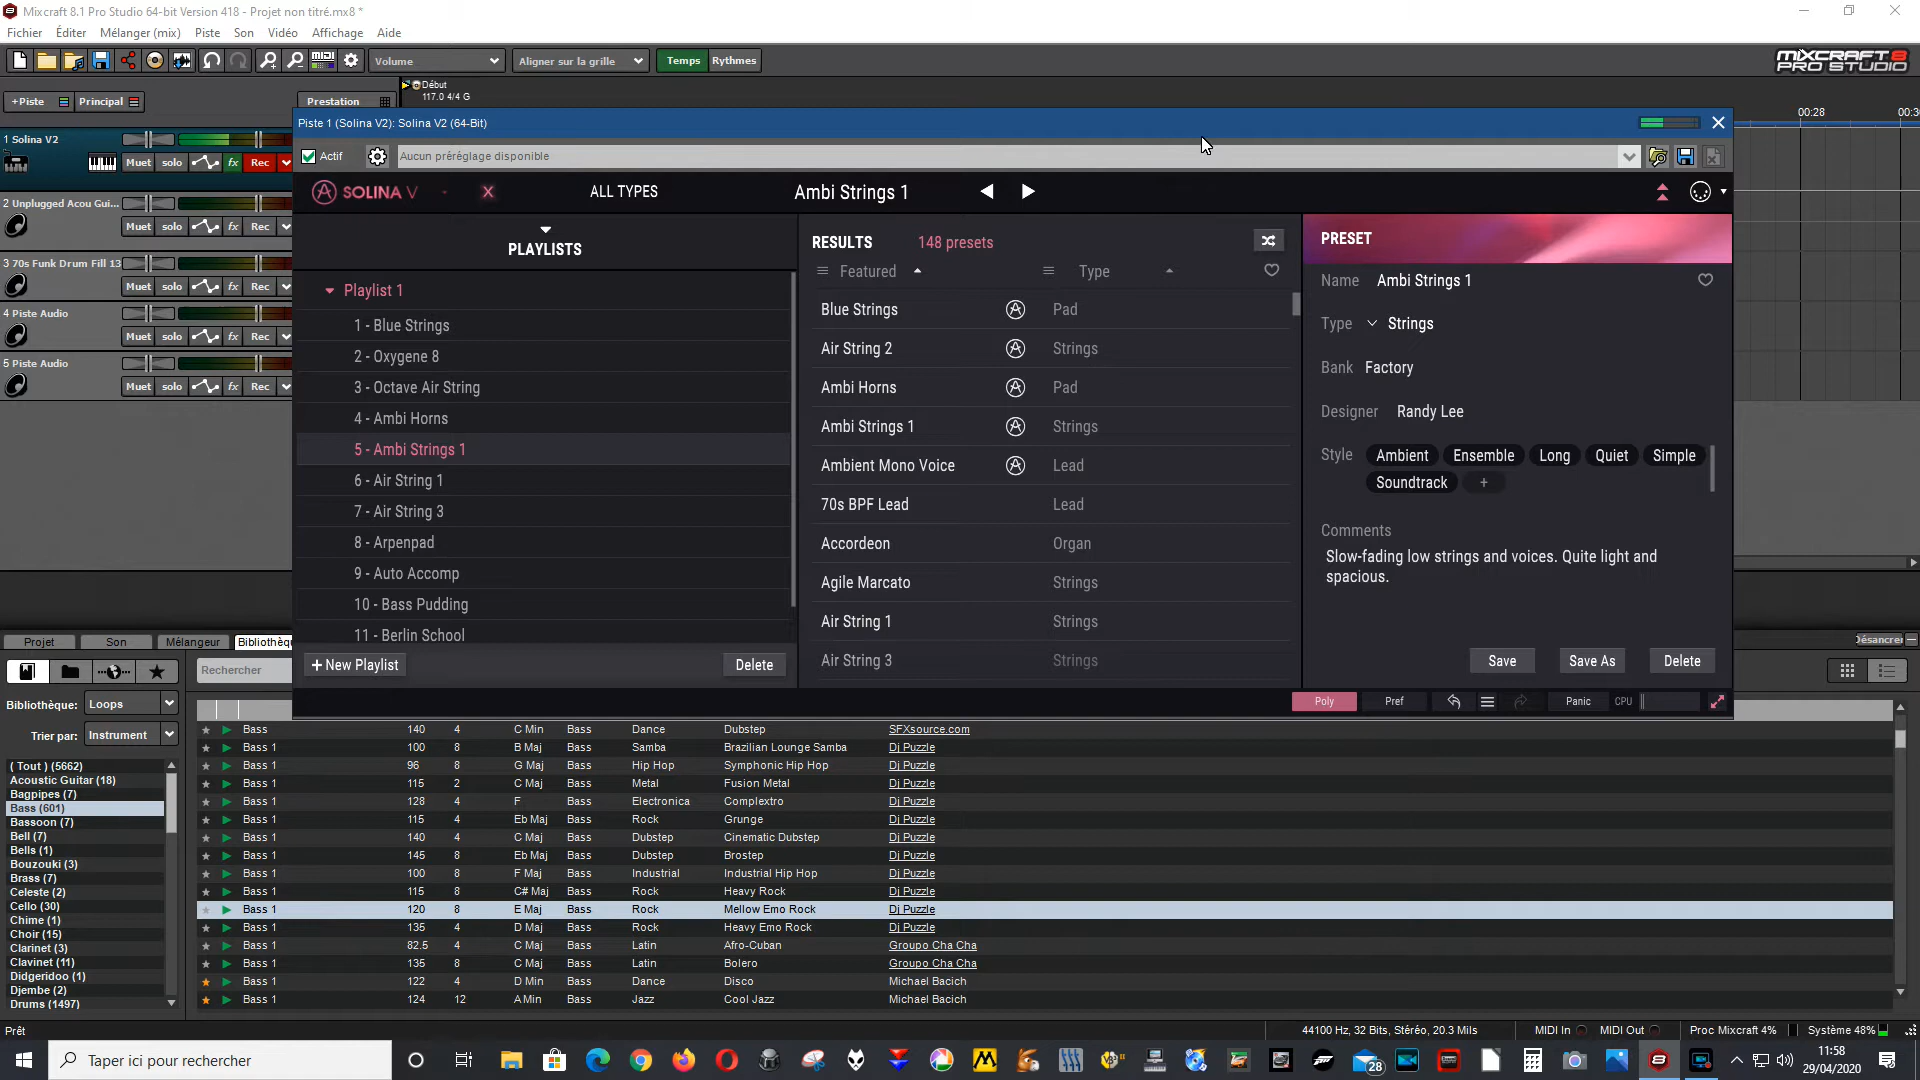 Mixcraft 8.1 Pro Studio 64-bit Version 418 - Projet non titré.mx8 *
Fichier Éditer Mélanger (mix) Piste Son Vidéo Affichage Aide
Volume Aligner sur la grille Temps Rythmes
MIXCRAFT 8
PRO STUDIO
+Piste Principal Prestation
Début
117.0 4/4 G
00:28
Piste 1 (Solina V2): Solina V2 (64-Bit)
Actif Aucun préréglage disponible
1 Solina V2
Muet solo fx Rec
2 Unplugged Acou Gui...
Muet solo fx Rec
3 70s Funk Drum Fill 13
Muet solo fx Rec
4 Piste Audio
Muet solo fx Rec
5 Piste Audio
Muet solo fx Rec
SOLINA V X ALL TYPES Ambi Strings 1
PLAYLISTS
Playlist 1
1 - Blue Strings
2 - Oxygene 8
3 - Octave Air String
4 - Ambi Horns
5 - Ambi Strings 1
6 - Air String 1
7 - Air String 3
8 - Arpenpad
9 - Auto Accomp
10 - Bass Pudding
11 - Berlin School
+ New Playlist Delete
RESULTS 148 presets
Featured Type
Blue Strings Pad
Air String 2 Strings
Ambi Horns Pad
Ambi Strings 1 Strings
Ambient Mono Voice Lead
70s BPF Lead Lead
Accordeon Organ
Agile Marcato Strings
Air String 1 Strings
Air String 3 Strings
PRESET
Name Ambi Strings 1
Type Strings
Bank Factory
Designer Randy Lee
Style Ambient Ensemble Long Quiet Simple
Soundtrack +
Comments
Slow-fading low strings and voices. Quite light and
spacious.
Save Save As Delete
Poly Pref Panic CPU
Projet Son Mélangeur Bibliothèqu
Désancrer
Rechercher
Bibliothèque: Loops
Trier par: Instrument
( Tout ) (5662)
Acoustic Guitar (18)
Bagpipes (7)
Bass (601)
Bassoon (7)
Bell (7)
Bells (1)
Bouzouki (3)
Brass (7)
Celeste (2)
Cello (30)
Chime (1)
Choir (15)
Clarinet (3)
Clavinet (11)
Didgeridoo (1)
Djembe (2)
Drums (1497)
Bass 140 4 C Min Bass Dance Dubstep SFXsource.com
Bass 1 100 8 B Maj Bass Samba Brazilian Lounge Samba Dj Puzzle
Bass 1 96 8 G Maj Bass Hip Hop Symphonic Hip Hop Dj Puzzle
Bass 1 115 2 C Maj Bass Metal Fusion Metal Dj Puzzle
Bass 1 128 4 F Bass Electronica Complextro Dj Puzzle
Bass 1 115 4 Eb Maj Bass Rock Grunge Dj Puzzle
Bass 1 140 4 C Maj Bass Dubstep Cinematic Dubstep Dj Puzzle
Bass 1 145 8 Eb Maj Bass Dubstep Brostep Dj Puzzle
Bass 1 100 8 F Maj Bass Industrial Industrial Hip Hop Dj Puzzle
Bass 1 115 8 C# Maj Bass Rock Heavy Rock Dj Puzzle
Bass 1 120 8 E Maj Bass Rock Mellow Emo Rock Dj Puzzle
Bass 1 135 4 D Maj Bass Rock Heavy Emo Rock Dj Puzzle
Bass 1 82.5 4 C Maj Bass Latin Afro-Cuban Groupo Cha Cha
Bass 1 135 8 C Maj Bass Latin Bolero Groupo Cha Cha
Bass 1 122 4 D Min Bass Dance Disco Michael Bacich
Bass 1 124 12 A Min Bass Jazz Cool Jazz Michael Bacich
Prêt 44100 Hz, 32 Bits, Stéréo, 20.3 Mils MIDI In MIDI Out Proc Mixcraft 4% Système 48%
Taper ici pour rechercher
28
11:58
29/04/2020